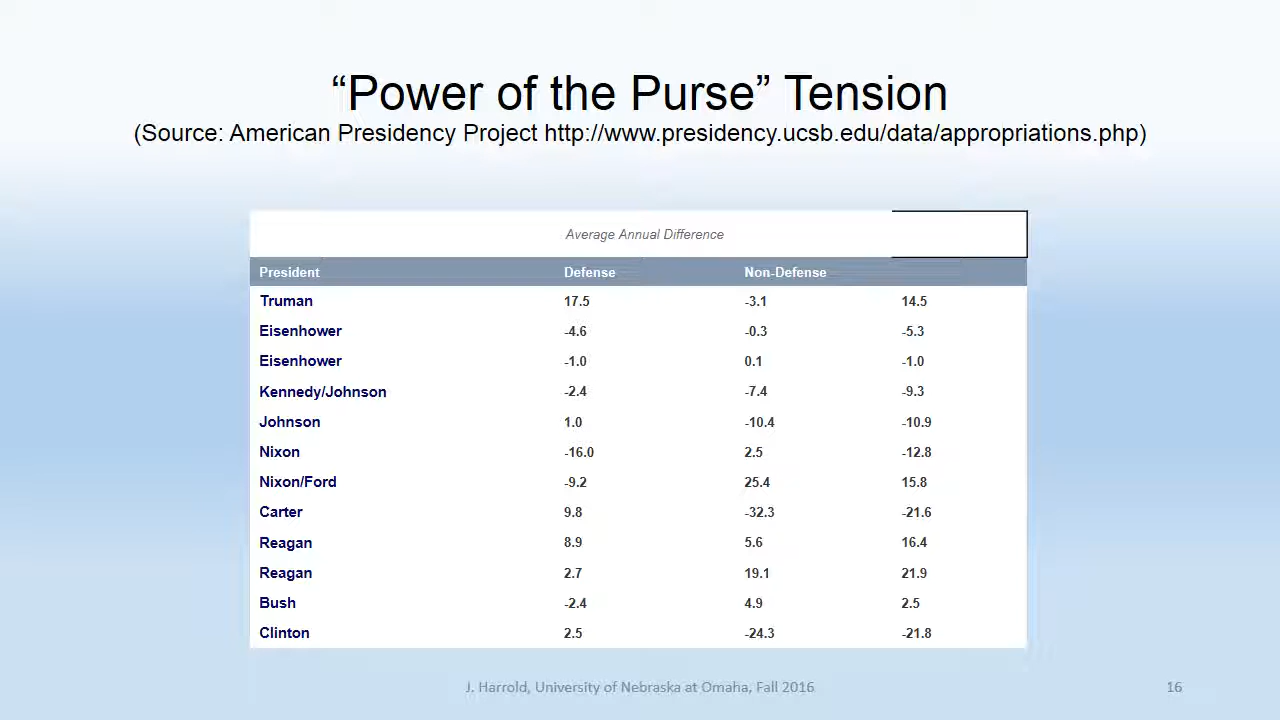 “Power of the Purse” Tension
(Source: American Presidency Project http://www.presidency.ucsb.edu/data/appropriations.php)
Average Annual Difference
President Defense Non-Defense
Truman 17.5 -3.1 14.5
Eisenhower -4.6 -0.3 -5.3
Eisenhower -1.0 0.1 -1.0
Kennedy/Johnson -2.4 -7.4 -9.3
Johnson 1.0 -10.4 -10.9
Nixon -16.0 2.5 -12.8
Nixon/Ford -9.2 25.4 15.8
Carter 9.8 -32.3 -21.6
Reagan 8.9 5.6 16.4
Reagan 2.7 19.1 21.9
Bush -2.4 4.9 2.5
Clinton 2.5 -24.3 -21.8
J. Harrold, University of Nebraska at Omaha, Fall 2016 16